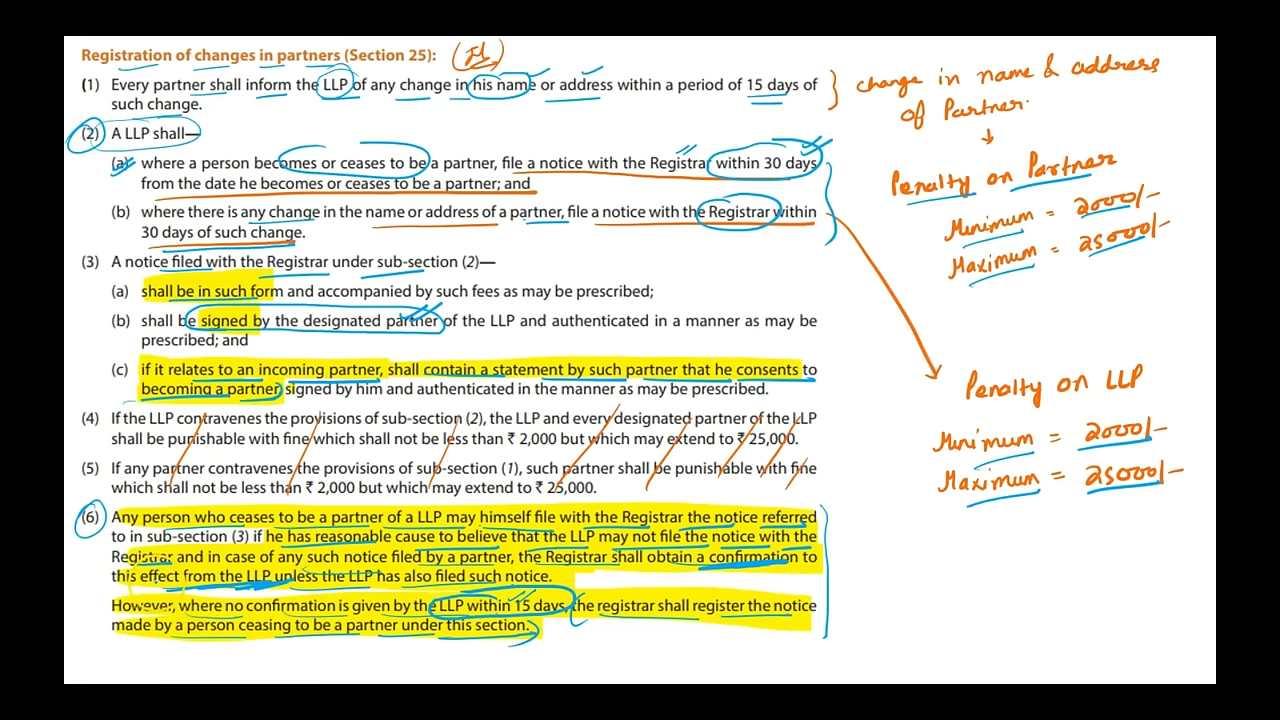 Registration of changes in partners (Section 25):
(1) Every partner shall inform the LLP of any change in his name or address within a period of 15 days of
such change.
(2) A LLP shall—
(a) where a person becomes or ceases to be a partner, file a notice with the Registrar within 30 days
from the date he becomes or ceases to be a partner; and
(b) where there is any change in the name or address of a partner, file a notice with the Registrar within
30 days of such change.
(3) A notice filed with the Registrar under sub-section (2)—
(a) shall be in such form and accompanied by such fees as may be prescribed;
(b) shall be signed by the designated partner of the LLP and authenticated in a manner as may be
prescribed; and
(c) if it relates to an incoming partner, shall contain a statement by such partner that he consents to
becoming a partner, signed by him and authenticated in the manner as may be prescribed.
(4) If the LLP contravenes the provisions of sub-section (2), the LLP and every designated partner of the LLP
shall be punishable with fine which shall not be less than ₹ 2,000 but which may extend to ₹ 25,000.
(5) If any partner contravenes the provisions of sub-section (1), such partner shall be punishable with fine
which shall not be less than ₹ 2,000 but which may extend to ₹ 25,000.
(6) Any person who ceases to be a partner of a LLP may himself file with the Registrar the notice referred
to in sub-section (3) if he has reasonable cause to believe that the LLP may not file the notice with the
Registrar and in case of any such notice filed by a partner, the Registrar shall obtain a confirmation to
this effect from the LLP unless the LLP has also filed such notice.
However, where no confirmation is given by the LLP within 15 days, the registrar shall register the notice
made by a person ceasing to be a partner under this section.
change in name & address
of Partner.
Penalty on Partner
Minimum = 2000/-
Maximum = 25000/-
Penalty on LLP
Minimum = 2000/-
Maximum = 25000/-